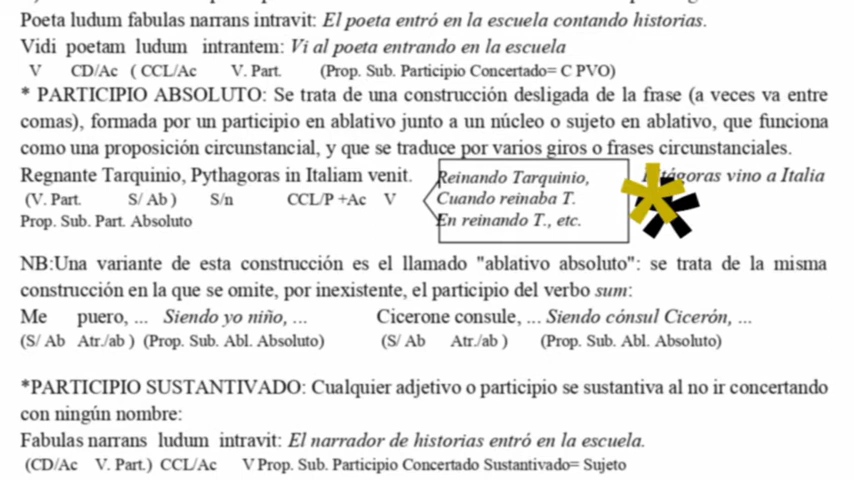 Poeta ludum fabulas narrans intravit: El poeta entró en la escuela contando historias.
Vidi poetam ludum intrantem: Vi al poeta entrando en la escuela
V CD/Ac ( CCL/Ac V. Part. (Prop. Sub. Participio Concertado= C PVO)
* PARTICIPIO ABSOLUTO: Se trata de una construcción desligada de la frase (a veces va entre
comas), formada por un participio en ablativo junto a un núcleo o sujeto en ablativo, que funciona
como una proposición circunstancial, y que se traduce por varios giros o frases circunstanciales.
Regnante Tarquinio, Pythagoras in Italiam venit. Reinando Tarquinio, vino a Italia
(V. Part. S/ Ab ) S/n CCL/P +Ac V Cuando reinaba T.
Prop. Sub. Part. Absoluto En reinando T., etc.
NB:Una variante de esta construcción es el llamado "ablativo absoluto": se trata de la misma
construcción en la que se omite, por inexistente, el participio del verbo sum:
Me puero, ... Siendo yo niño, ... Cicerone consule, ... Siendo cónsul Cicerón, ...
(S/ Ab Atr./ab ) (Prop. Sub. Abl. Absoluto) (S/ Ab Atr./ab ) (Prop. Sub. Abl. Absoluto)
*PARTICIPIO SUSTANTIVADO: Cualquier adjetivo o participio se sustantiva al no ir concertando
con ningún nombre:
Fabulas narrans ludum intravit: El narrador de historias entró en la escuela.
(CD/Ac V. Part.) CCL/Ac V Prop. Sub. Participio Concertado Sustantivado= Sujeto